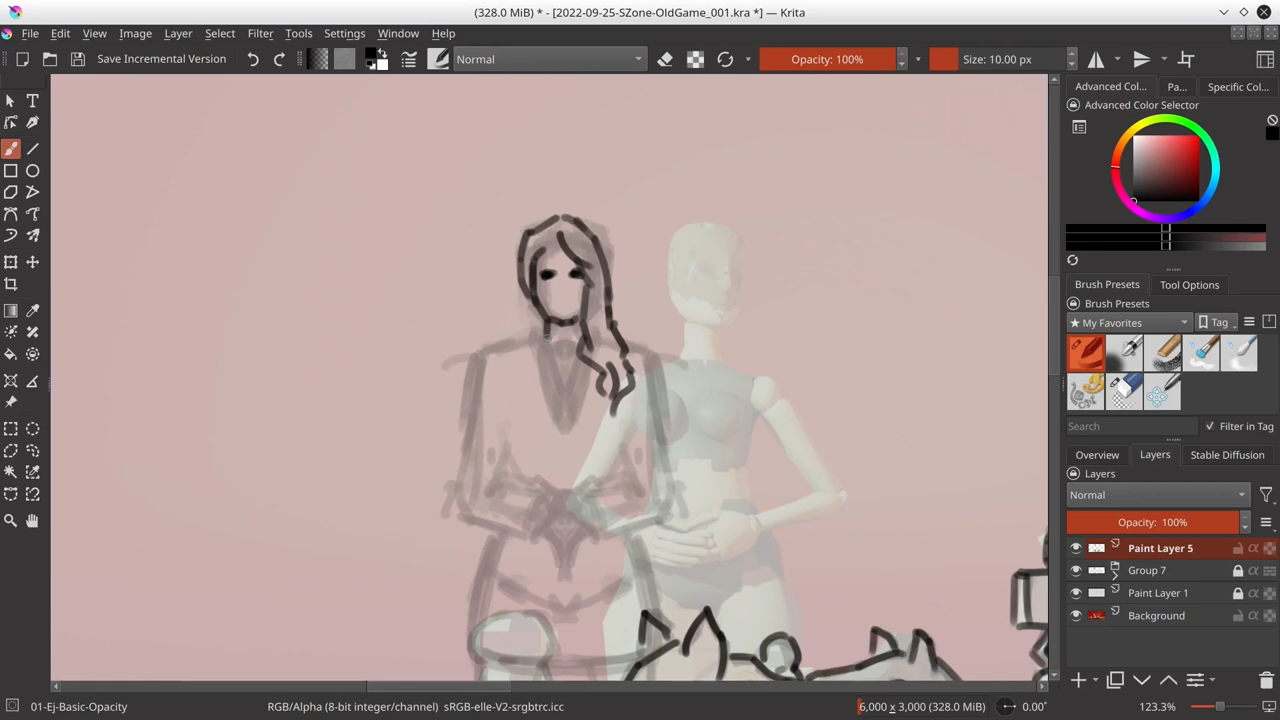 (328.0 MiB) * - [2022-09-25-SZone-OldGame_001.kra *] — Krita
File Edit View Image Layer Select Filter Tools Settings Window Help
Save Incremental Version Normal Opacity: 100% Size: 10.00 px
Advanced Col... Pa... Specific Col...
Advanced Color Selector
Brush Presets Tool Options
Brush Presets
★ My Favorites Tag
Search Filter in Tag
Overview Layers Stable Diffusion
Layers
Normal
Opacity: 100%
Paint Layer 5
Group 7
Paint Layer 1
Background
01-Ej-Basic-Opacity RGB/Alpha (8-bit integer/channel) sRGB-elle-V2-srgbtrc.icc 6,000 x 3,000 (328.0 MiB) 0.00° 123.3%